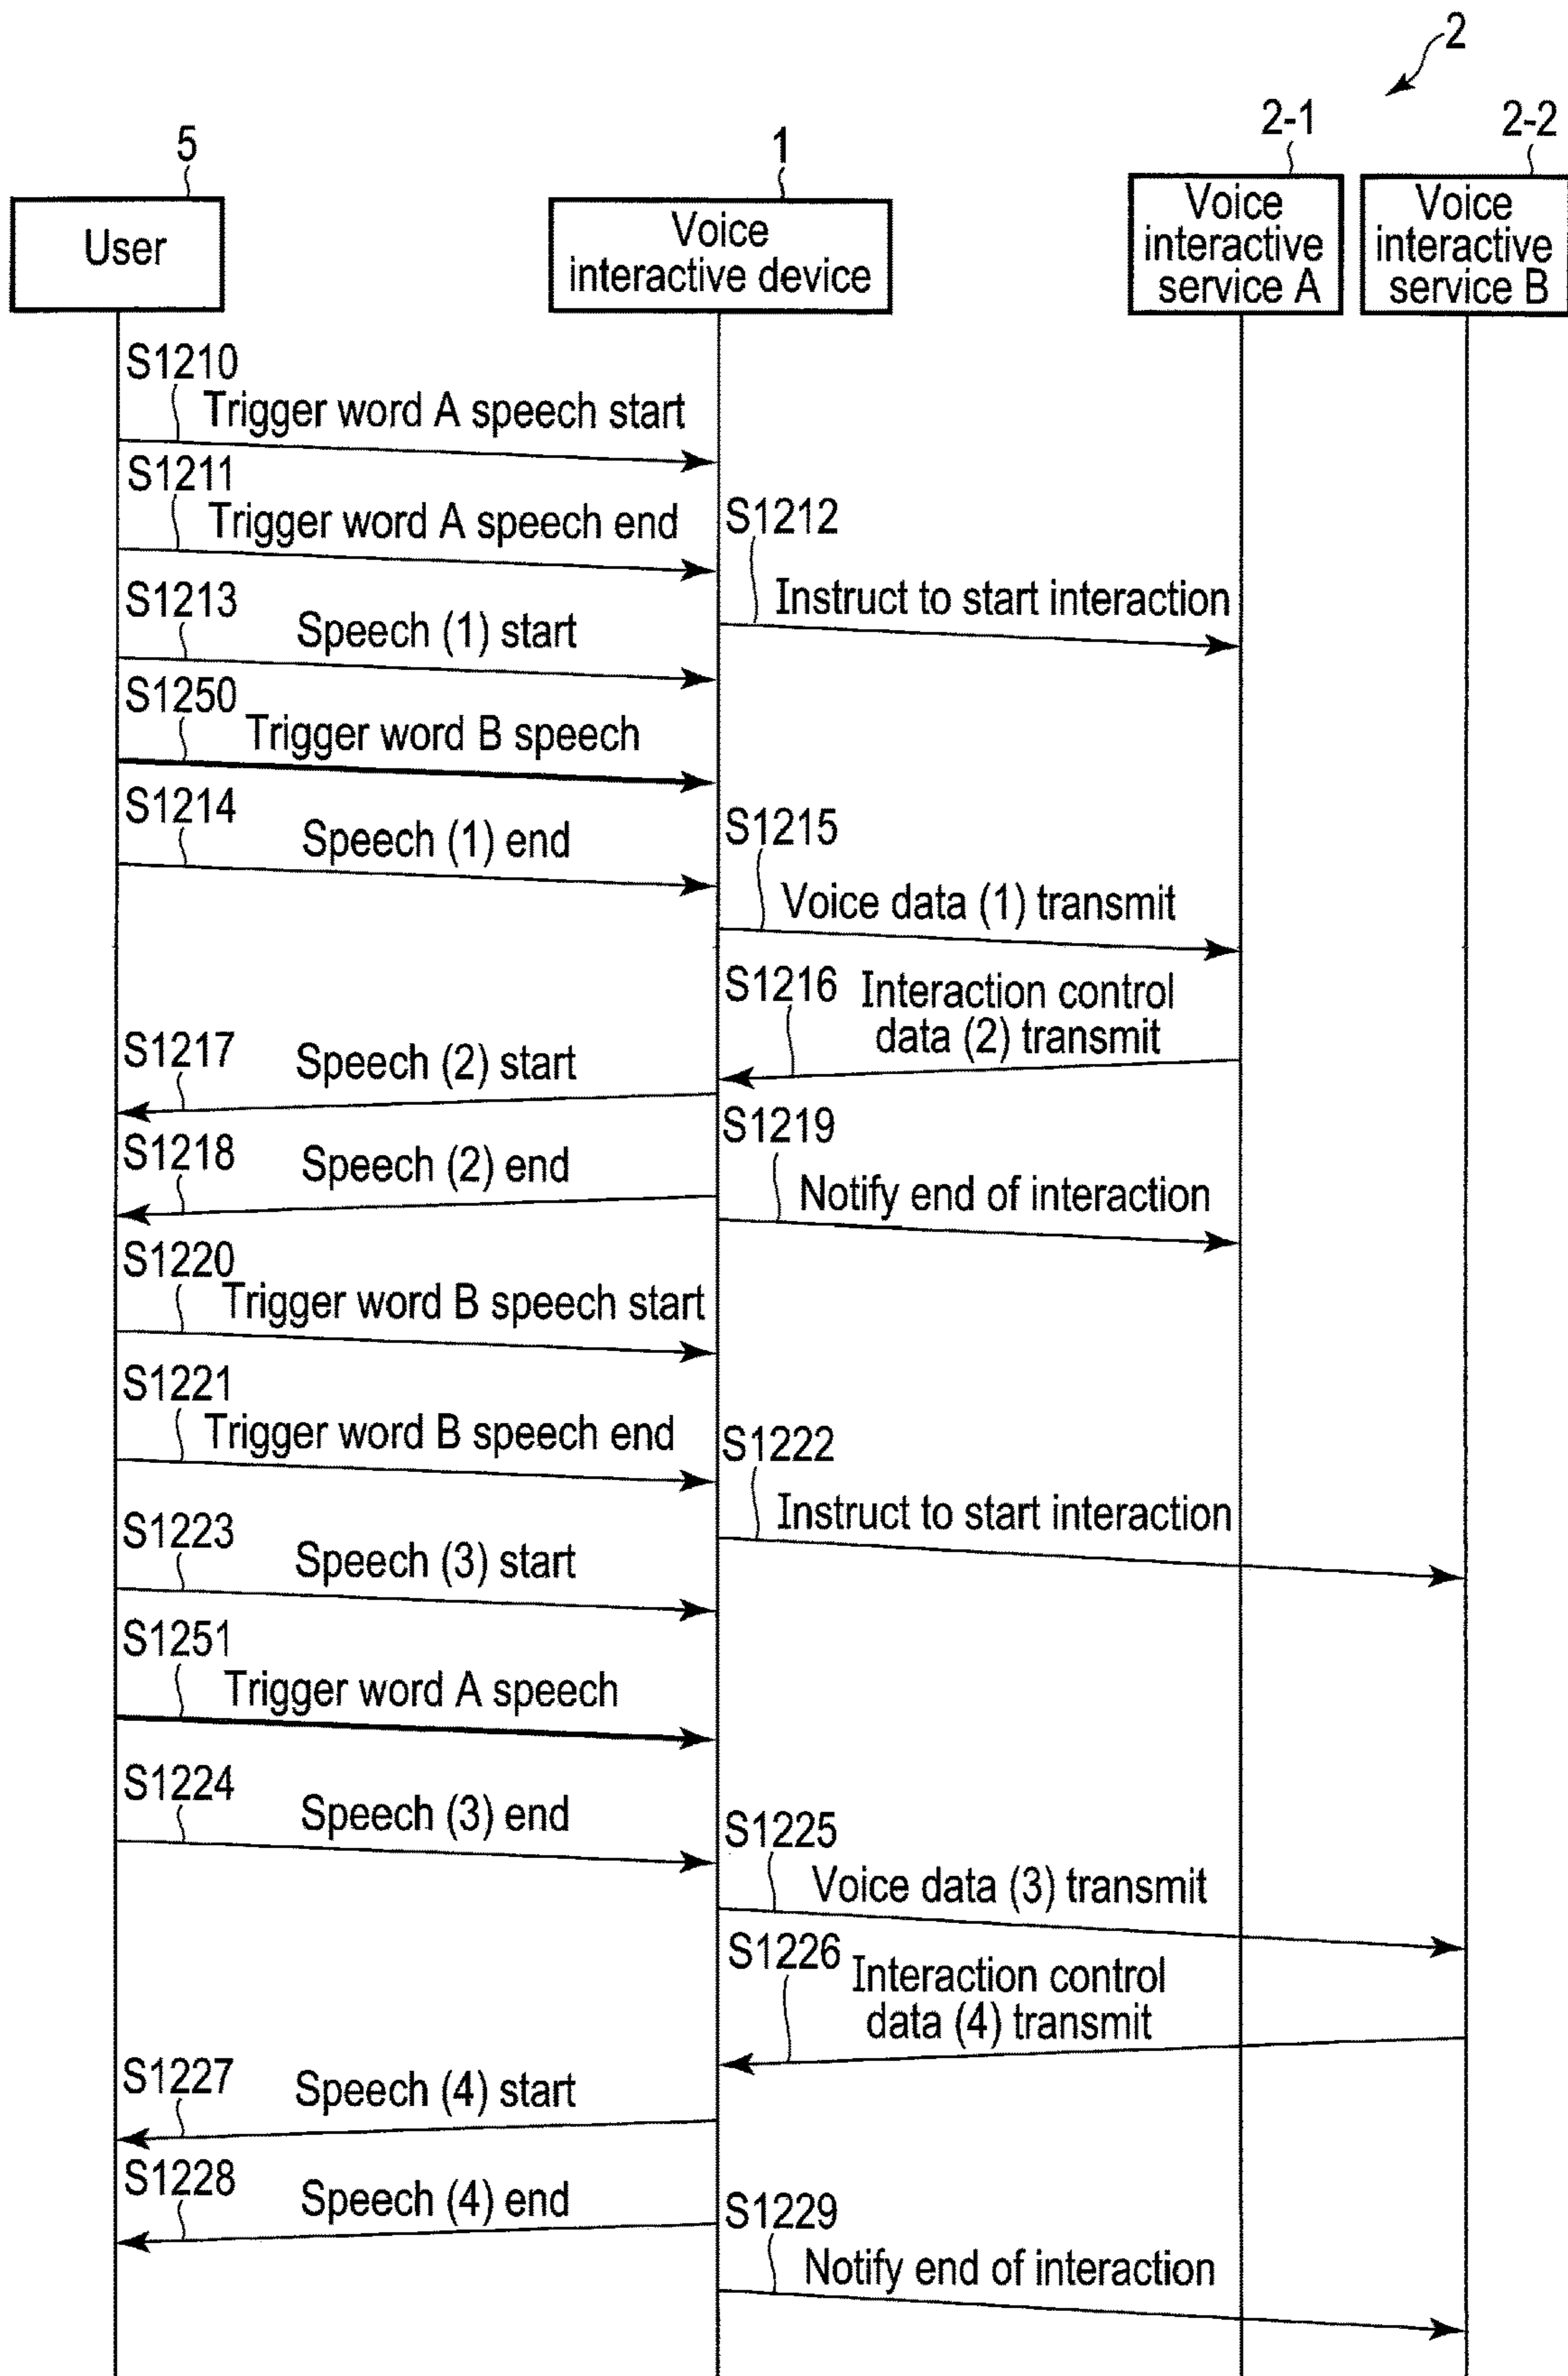 2
2-1
2-2
5
1
User
Voice
interactive device
Voice
interactive
service A
Voice
interactive
service B
S1210
Trigger word A speech start
S1211
Trigger word A speech end
S1212
Instruct to start interaction
S1213
Speech (1) start
S1250
Trigger word B speech
S1214
Speech (1) end
S1215
Voice data (1) transmit
S1216
Interaction control
data (2) transmit
S1217
Speech (2) start
S1218
Speech (2) end
S1219
Notify end of interaction
S1220
Trigger word B speech start
S1221
Trigger word B speech end
S1222
Instruct to start interaction
S1223
Speech (3) start
S1251
Trigger word A speech
S1224
Speech (3) end
S1225
Voice data (3) transmit
S1226
Interaction control
data (4) transmit
S1227
Speech (4) start
S1228
Speech (4) end
S1229
Notify end of interaction